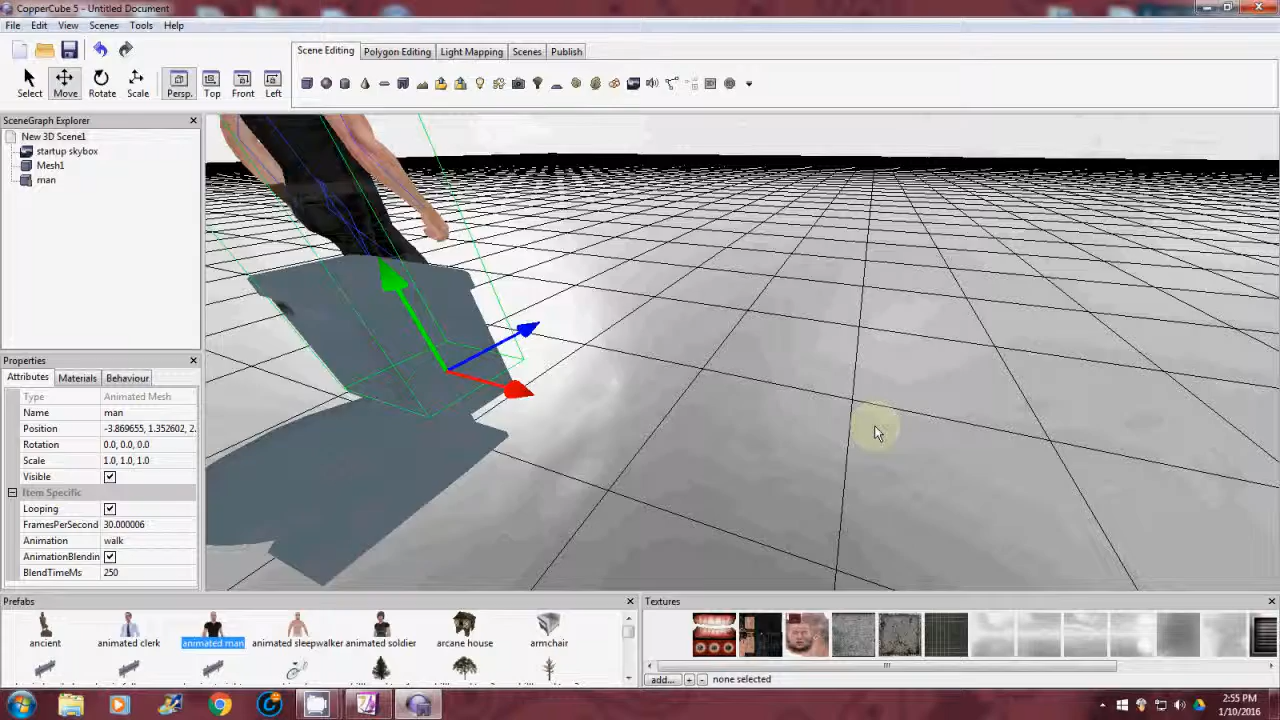 CopperCube 5 - Untitled Document
File Edit View Scenes Tools Help
Scene Editing Polygon Editing Light Mapping Scenes Publish
Select Move Rotate Scale Persp. Top Front Left
SceneGraph Explorer
New 3D Scene1
startup skybox
Mesh1
man
Properties
Attributes Materials Behaviour
Type Animated Mesh
Name man
Position -3.869655, 1.352602, 2.
Rotation 0.0, 0.0, 0.0
Scale 1.0, 1.0, 1.0
Visible
Item Specific
Looping
FramesPerSecond 30.000006
Animation walk
AnimationBlendin
BlendTimeMs 250
Prefabs
ancient animated clerk animated man animated sleepwalker animated soldier arcane house armchair
Textures
add... + - none selected
2:55 PM
1/10/2016